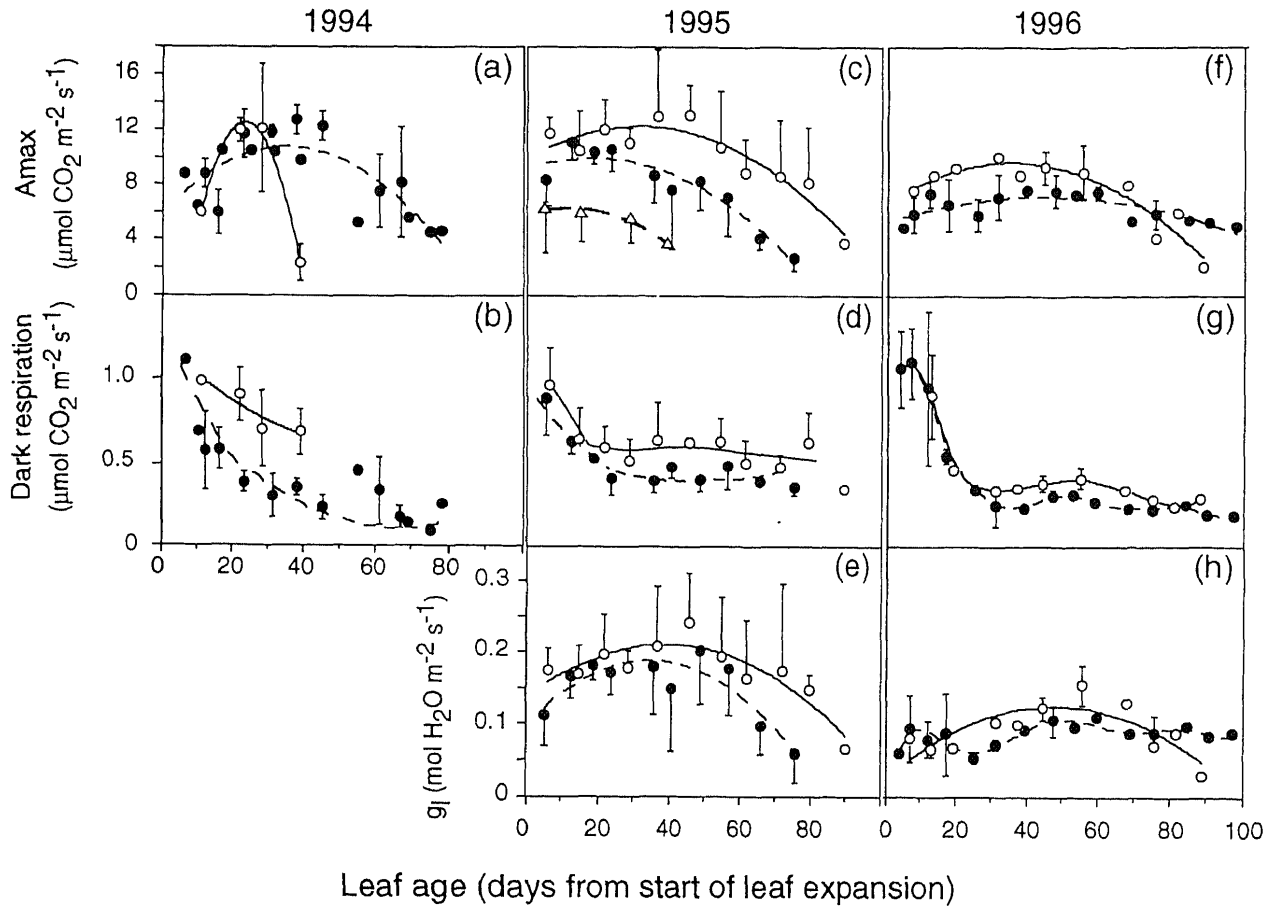 1994
1995
1996
Amax
(μmol CO2 m-2 s-1)
16
12
8
4
0
(a)
(c)
(f)
Dark respiration
(μmol CO2 m-2 s-1)
1.0
0.5
0
(b)
(d)
(g)
0 20 40 60 80
gl (mol H2O m-2 s-1)
0.3
0.2
0.1
0
(e)
(h)
0 20 40 60 80
0 20 40 60 80 100
Leaf age (days from start of leaf expansion)